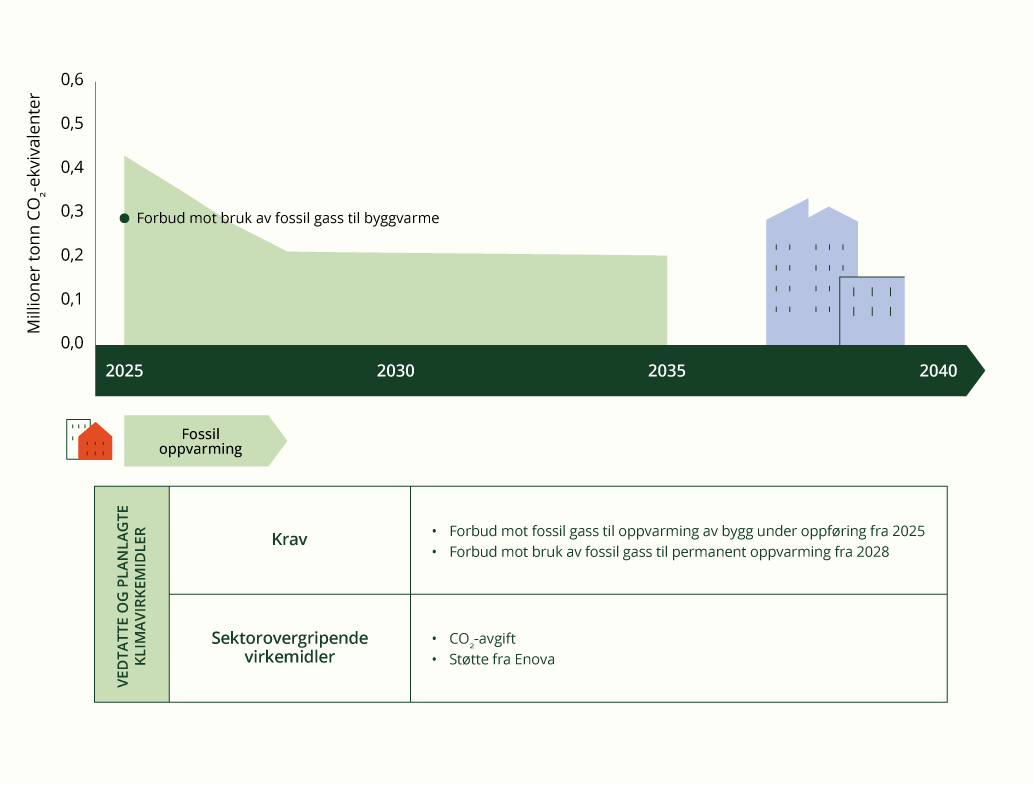 Millioner tonn CO₂-ekvivalenter
0,6
0,5
0,4
0,3
0,2
0,1
0,0
Forbud mot bruk av fossil gass til byggvarme
2025
2030
2035
2040
Fossil
oppvarming
VEDTATTE OG PLANLAGTE
KLIMAVIRKEMIDLER
Krav
• Forbud mot fossil gass til oppvarming av bygg under oppføring fra 2025
• Forbud mot bruk av fossil gass til permanent oppvarming fra 2028
Sektorovergripende
virkemidler
• CO₂-avgift
• Støtte fra Enova